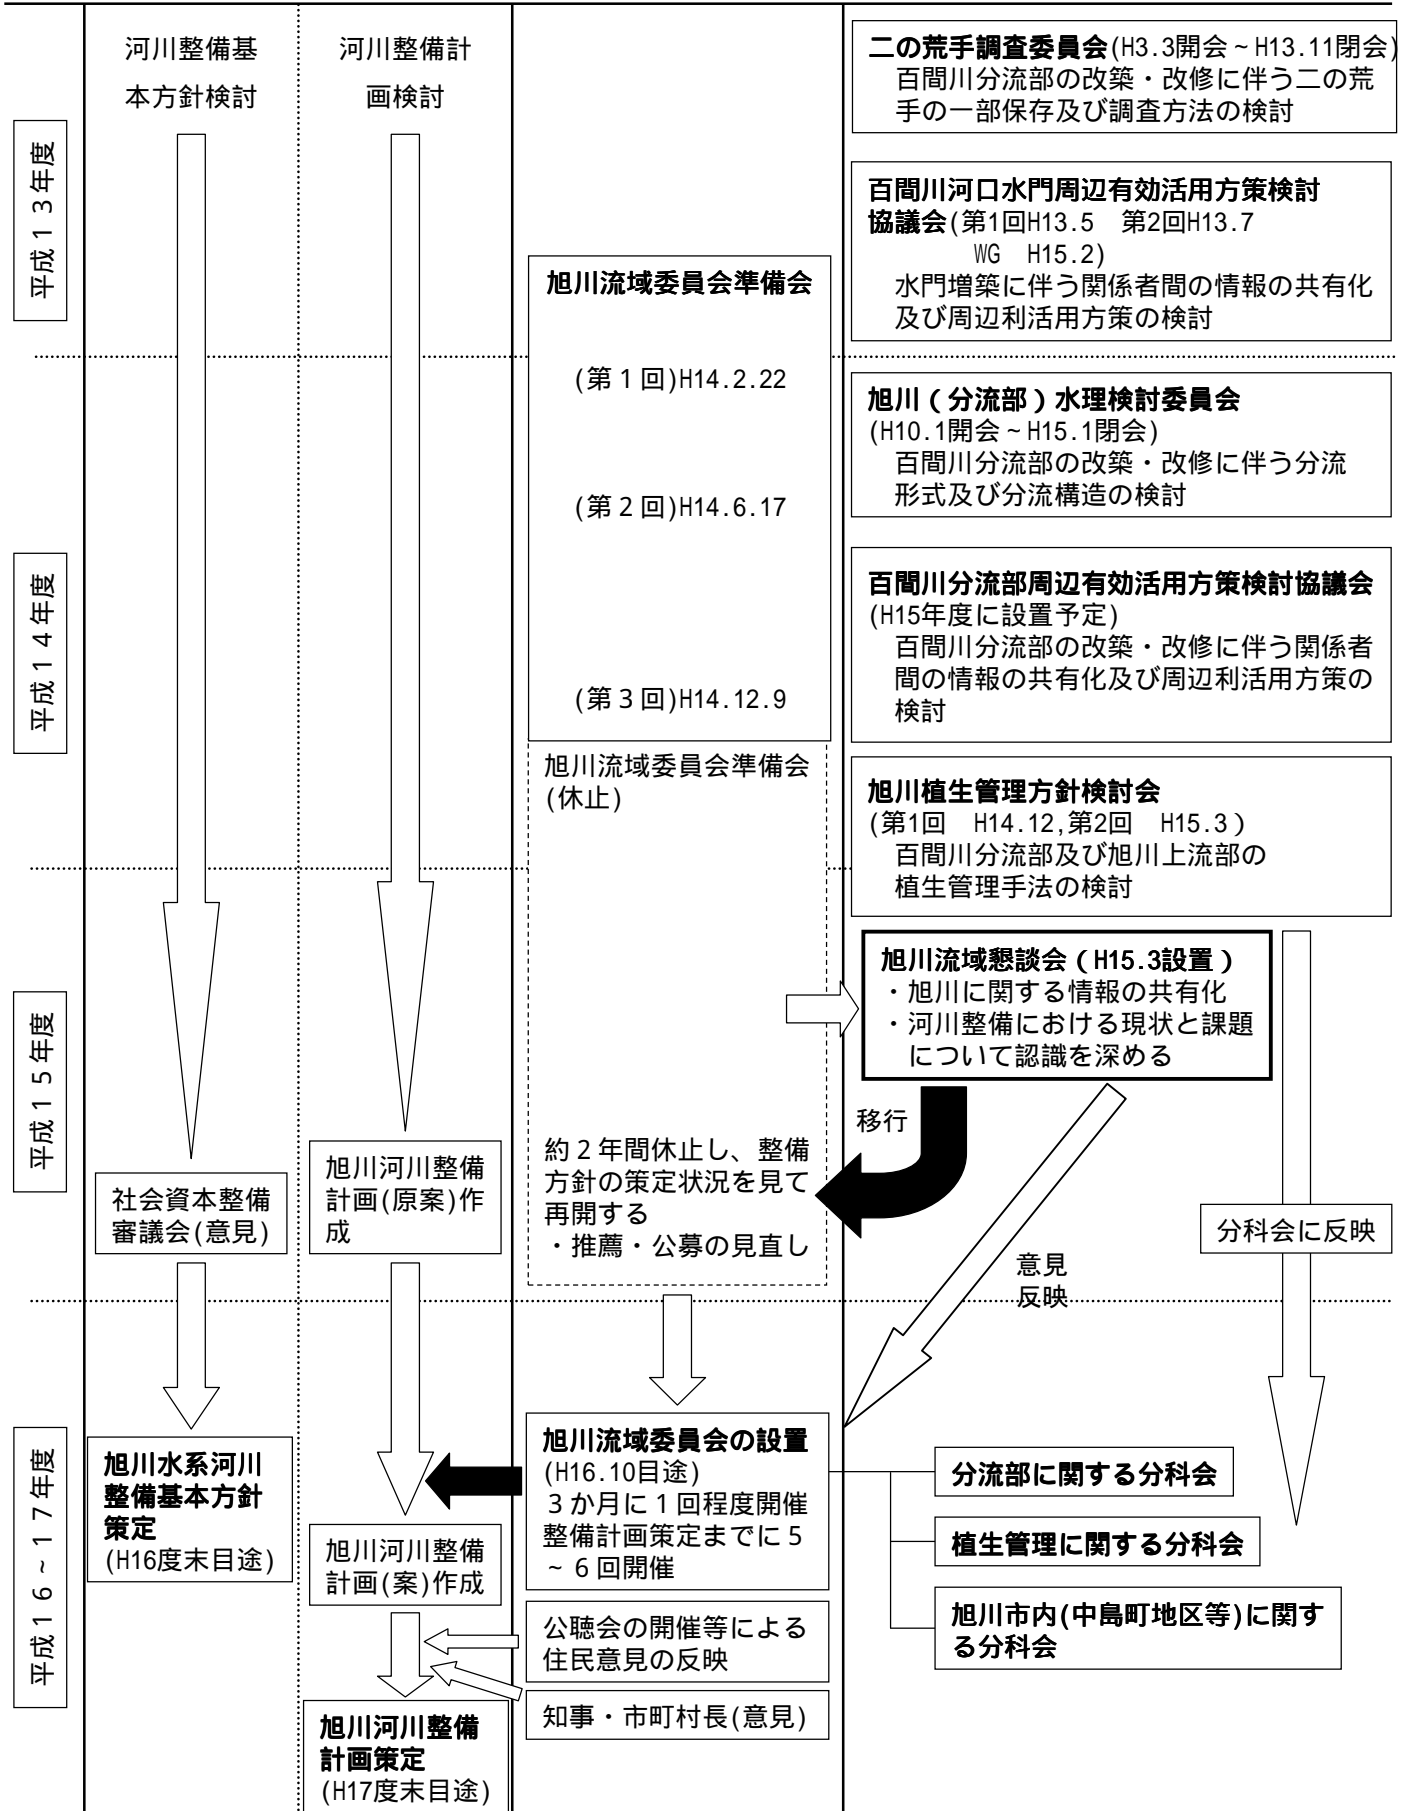 平成１３年度
平成１４年度
平成１５年度
平成１６~１７年度
河川整備基
本方針検討
社会資本整備
審議会(意見)
旭川水系河川
整備基本方針
策定
(H16度末目途)
河川整備計
画検討
旭川河川整備
計画(原案)作
成
旭川河川整備
計画(案)作成
旭川河川整備
計画策定
(H17度末目途)
旭川流域委員会準備会
(第１回)H14.2.22
(第２回)H14.6.17
(第３回)H14.12.9
旭川流域委員会準備会
(休止)
約２年間休止し、整備
方針の策定状況を見て
再開する
・推薦・公募の見直し
旭川流域委員会の設置
(H16.10目途)
３か月に１回程度開催
整備計画策定までに５
~６回開催
公聴会の開催等による
住民意見の反映
知事・市町村長(意見)
二の荒手調査委員会(H3.3開会~H13.11閉会)
百間川分流部の改築・改修に伴う二の荒
手の一部保存及び調査方法の検討
百間川河口水門周辺有効活用方策検討
協議会(第1回H13.5　第2回H13.7
WG　H15.2)
水門増築に伴う関係者間の情報の共有化
及び周辺利活用方策の検討
旭川（分流部）水理検討委員会
(H10.1開会~H15.1閉会)
百間川分流部の改築・改修に伴う分流
形式及び分流構造の検討
百間川分流部周辺有効活用方策検討協議会
(H15年度に設置予定)
百間川分流部の改築・改修に伴う関係者
間の情報の共有化及び周辺利活用方策の
検討
旭川植生管理方針検討会
(第1回　H14.12,第2回　H15.3）
百間川分流部及び旭川上流部の
植生管理手法の検討
旭川流域懇談会（H15.3設置）
・旭川に関する情報の共有化
・河川整備における現状と課題
について認識を深める
移行
意見
反映
分科会に反映
分流部に関する分科会
植生管理に関する分科会
旭川市内(中島町地区等)に関す
る分科会